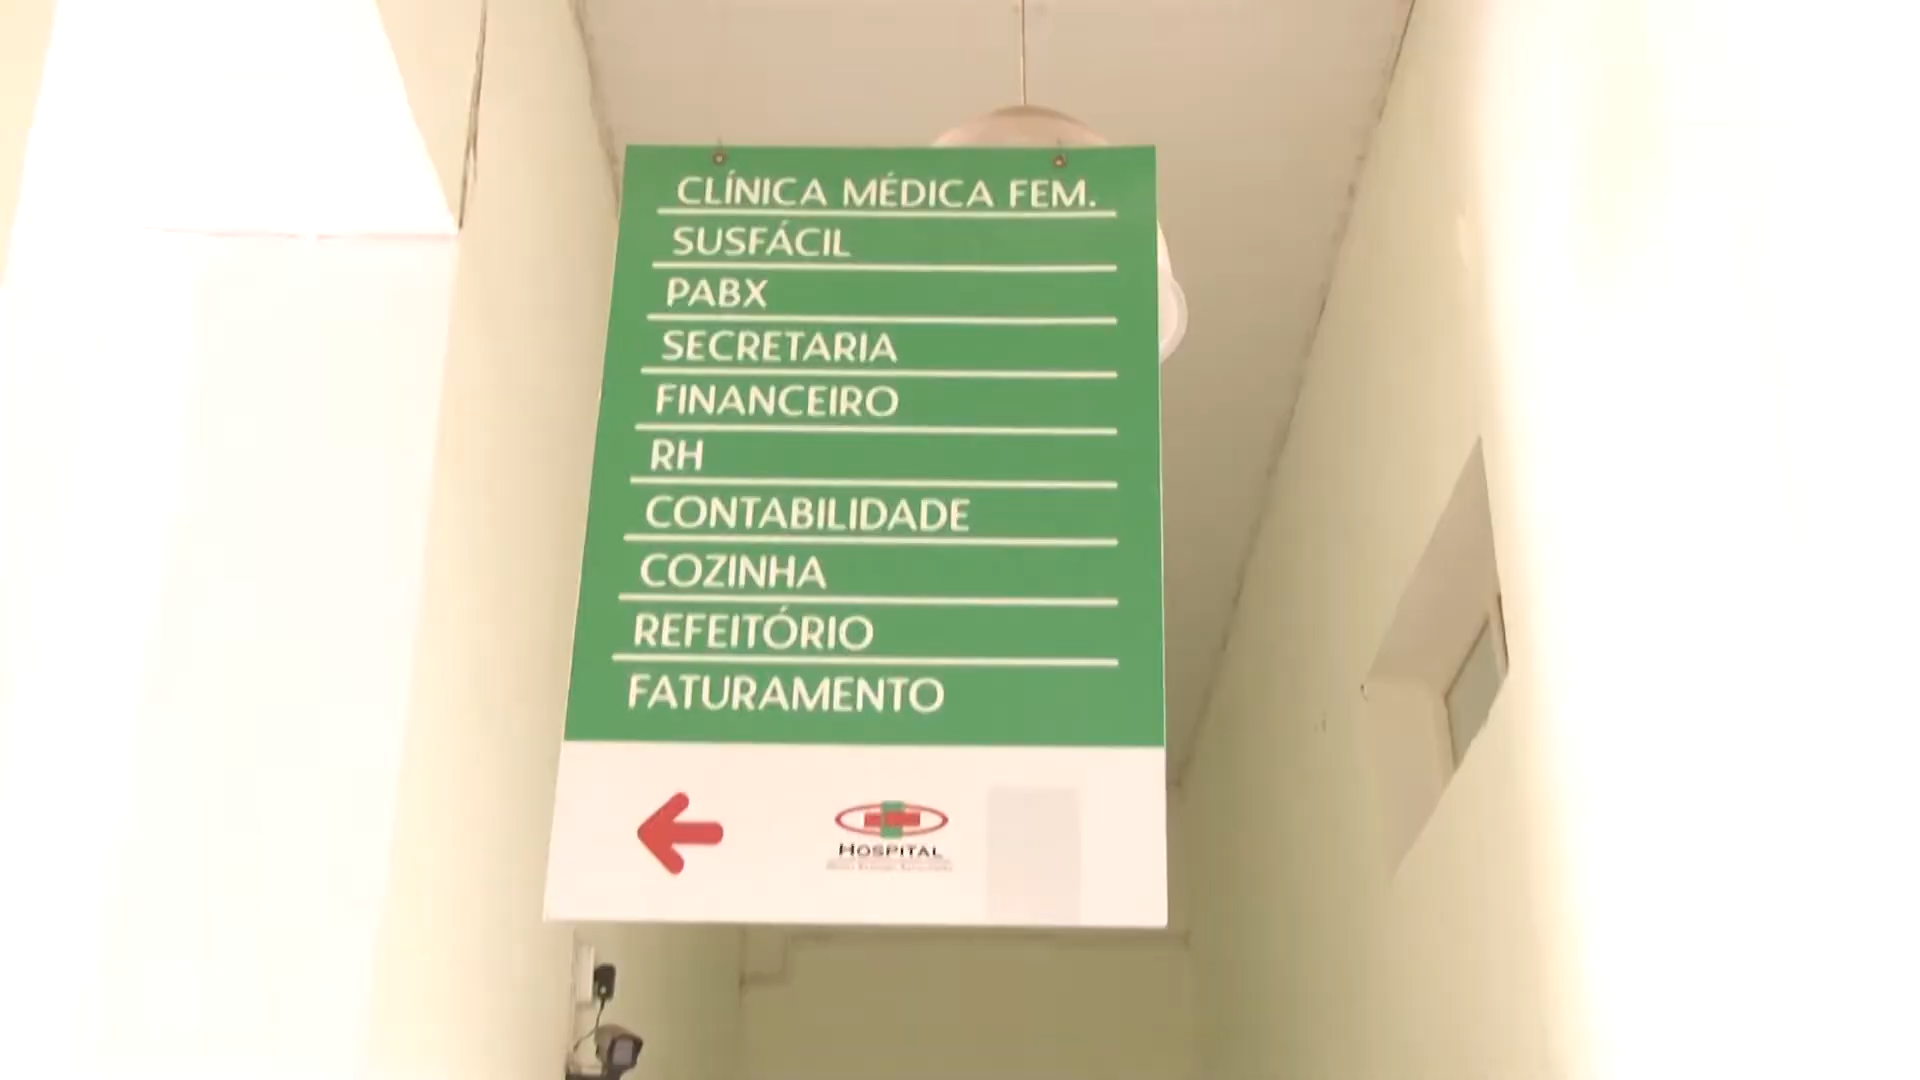 CLÍNICA MÉDICA FEM.
SUSFÁCIL
PABX
SECRETARIA
FINANCEIRO
RH
CONTABILIDADE
COZINHA
REFEITÓRIO
FATURAMENTO
HOSPITAL